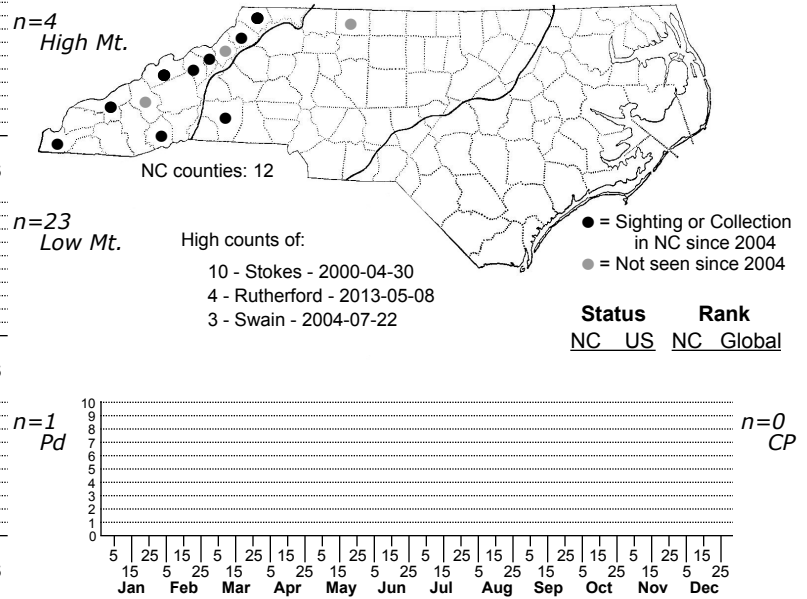 n=4
High Mt.
NC counties: 12
n=23
Low Mt.
High counts of:
10 - Stokes - 2000-04-30
4 - Rutherford - 2013-05-08
3 - Swain - 2004-07-22
= Sighting or Collection
in NC since 2004
= Not seen since 2004
Status Rank
NC US NC Global
n=1
Pd
n=0
CP
10
9
8
7
6
5
4
3
2
1
0
5 25 15 5 25 15 5 25 15 5 25 15 5 25 15 5 25 15
15 5 25 15 5 25 15 5 25 15 5 25 15 5 25 15 5 25
Jan Feb Mar Apr May Jun Jul Aug Sep Oct Nov Dec